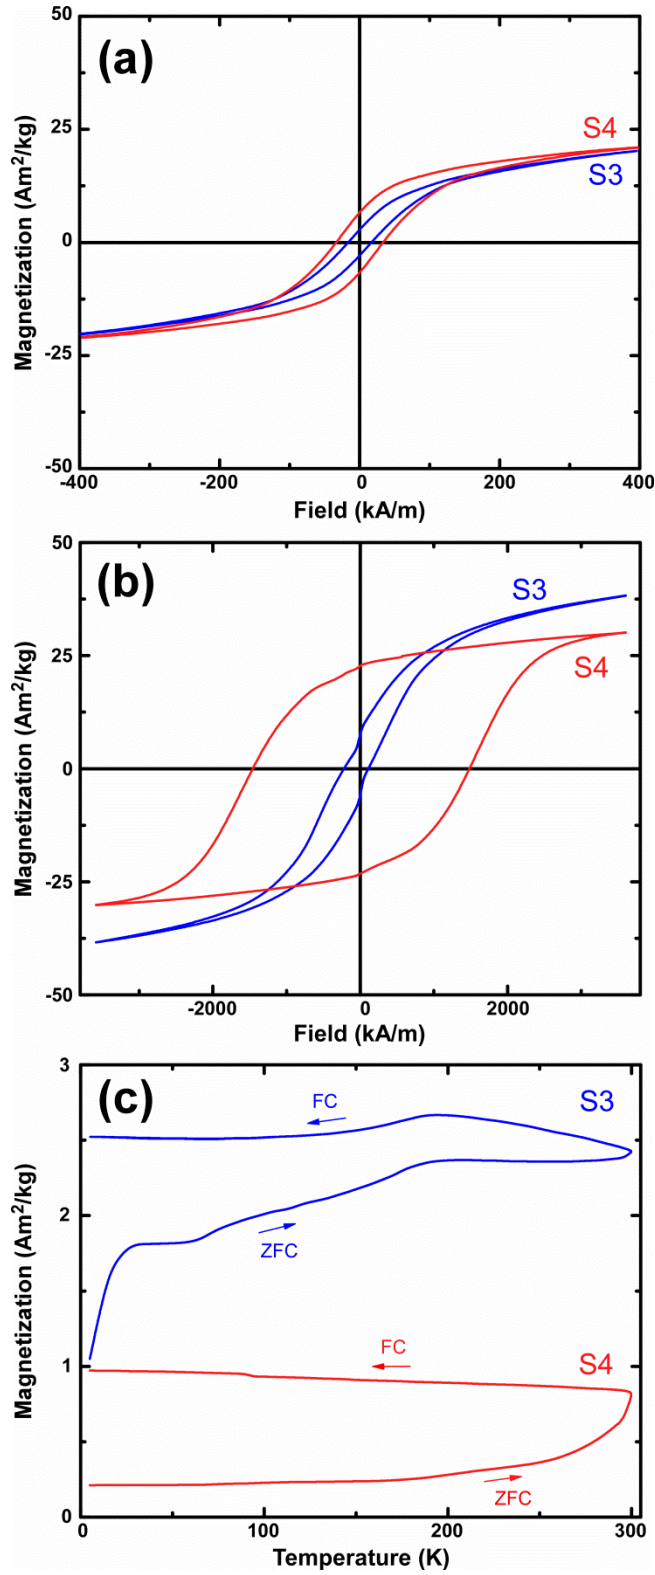 (a)
50
25
0
-25
-50
S4
S3
Magnetization (Am²/kg)
-400
-200
0
200
400
Field (kA/m)
(b)
50
25
0
-25
-50
S3
S4
Magnetization (Am²/kg)
-2000
0
2000
Field (kA/m)
(c)
3
2
1
0
FC
S3
ZFC
FC
S4
ZFC
Magnetization (Am²/kg)
0
100
200
300
Temperature (K)